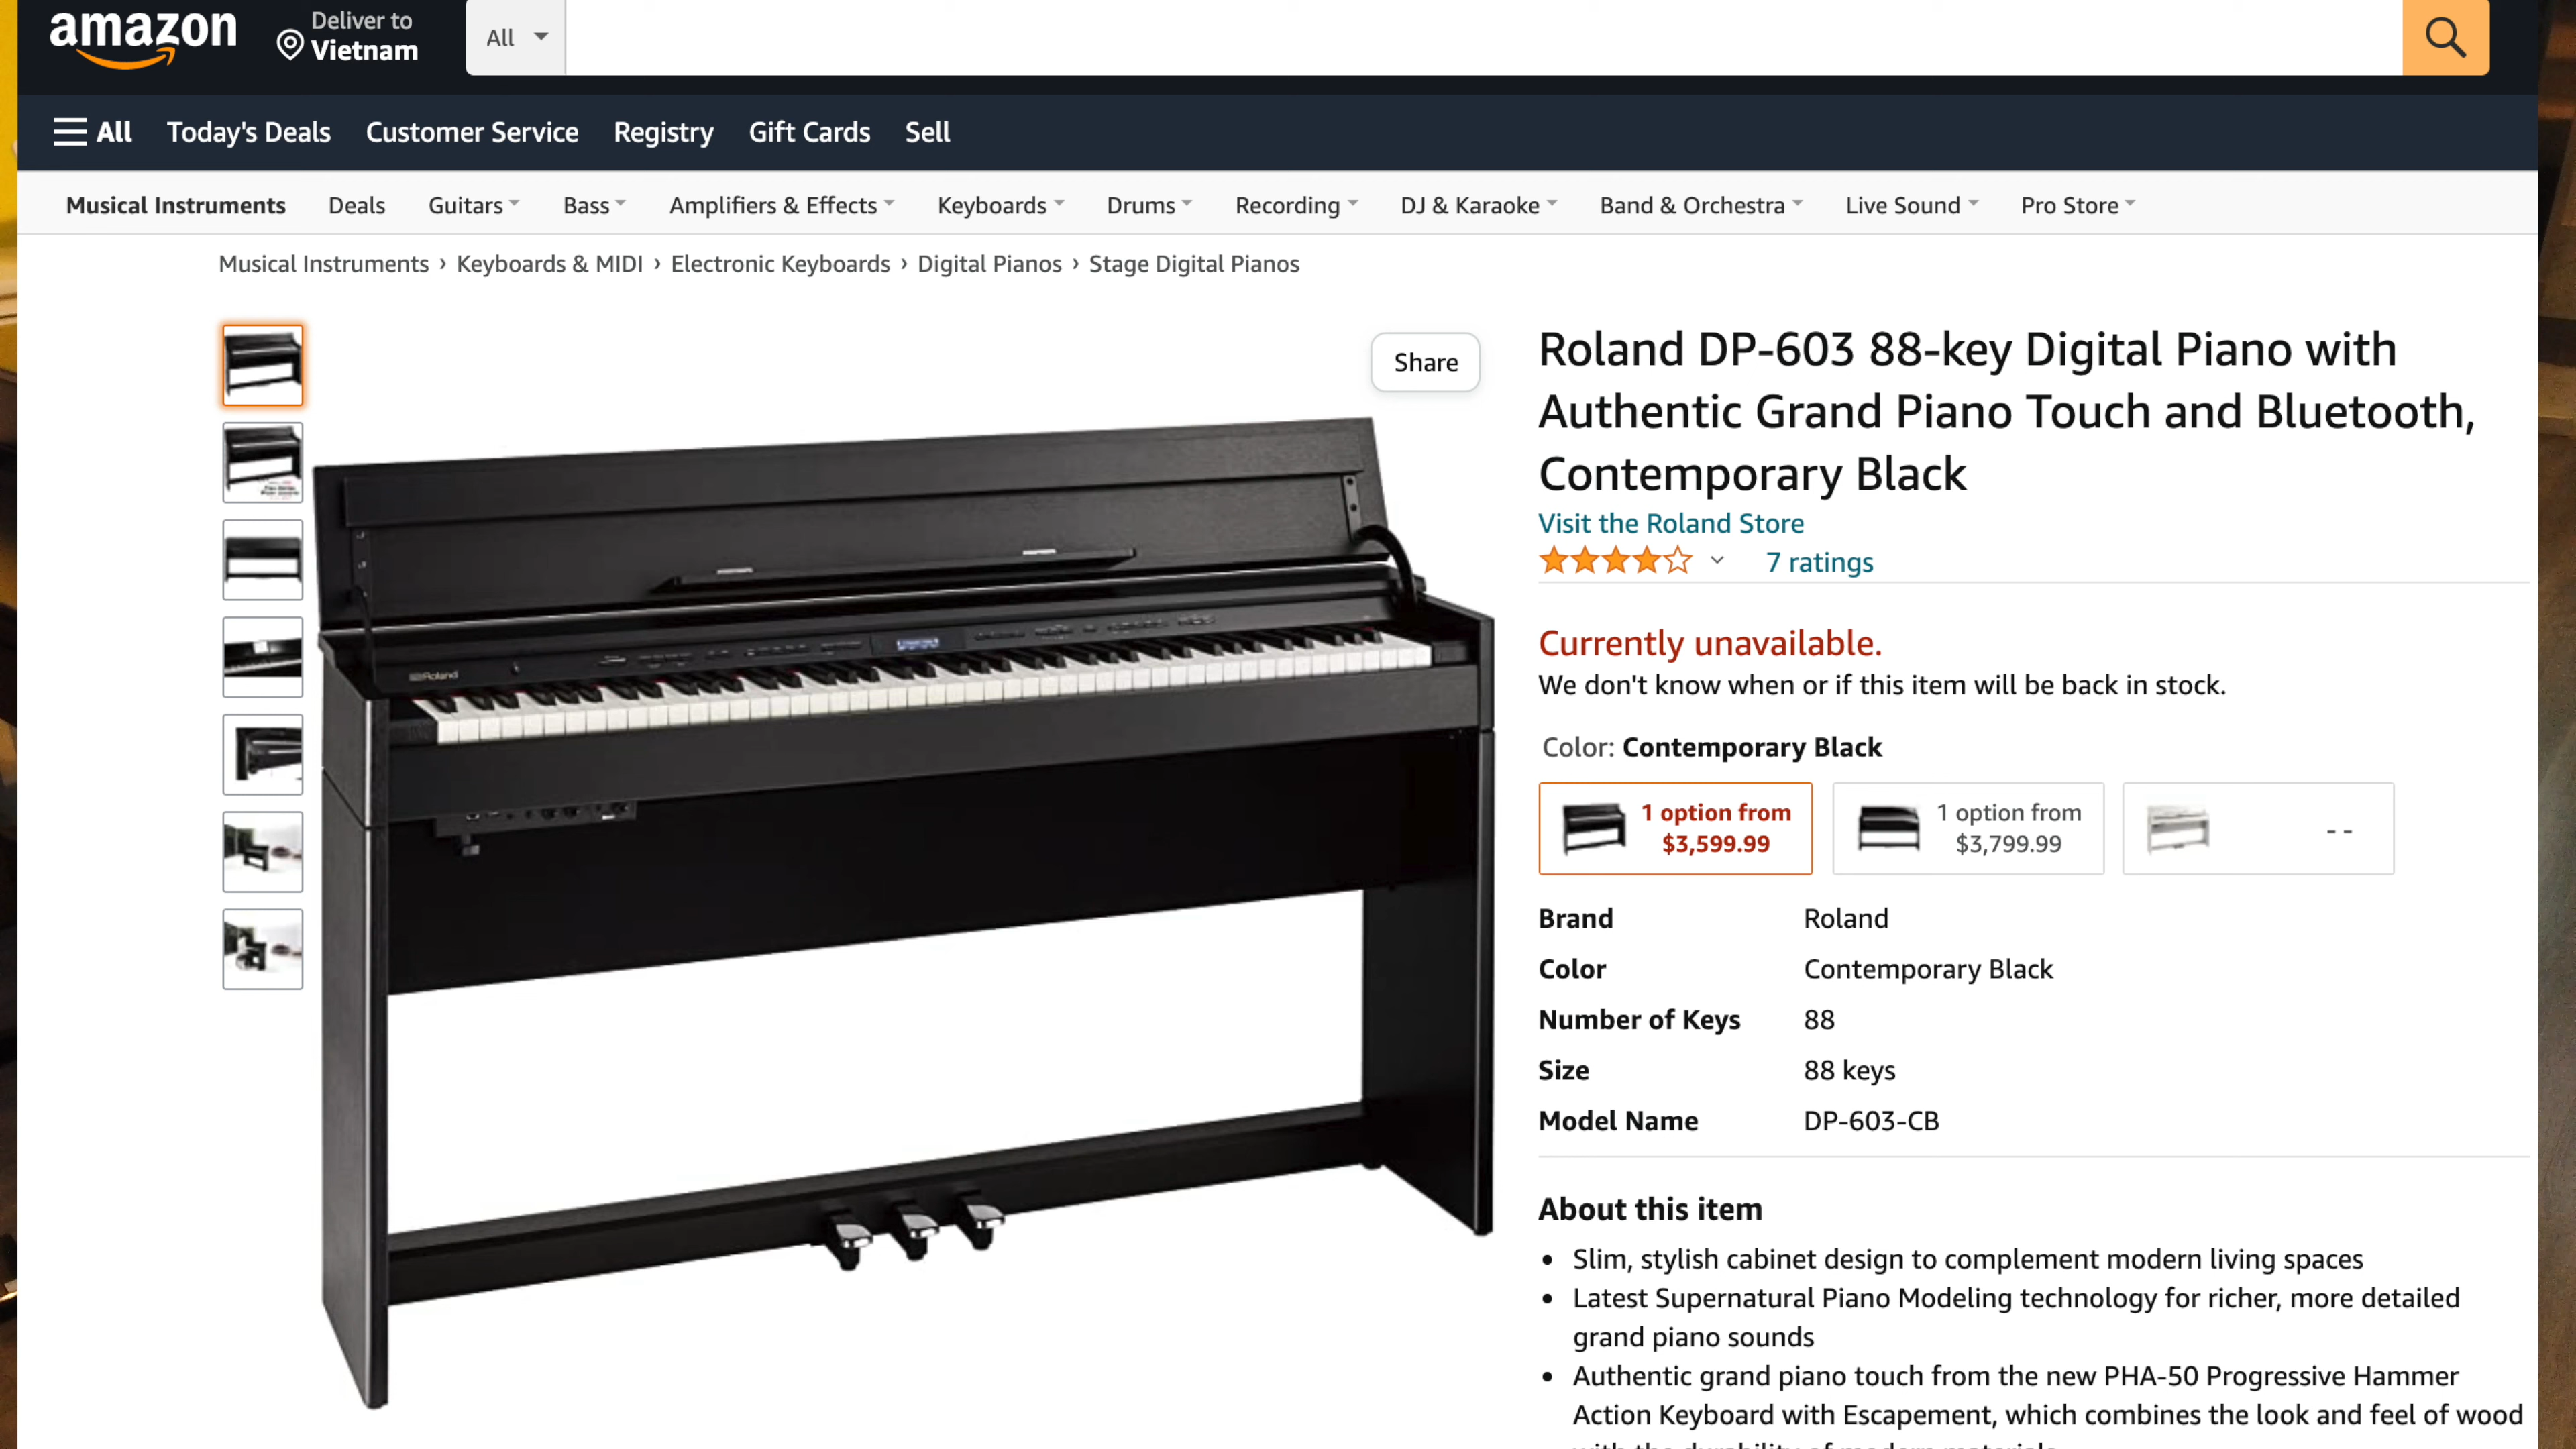 amazon
Deliver to
Vietnam
All
All
Today's Deals
Customer Service
Registry
Gift Cards
Sell
Musical Instruments
Deals
Guitars
Bass
Amplifiers & Effects
Keyboards
Drums
Recording
DJ & Karaoke
Band & Orchestra
Live Sound
Pro Store
Musical Instruments › Keyboards & MIDI › Electronic Keyboards › Digital Pianos › Stage Digital Pianos
Share
Roland
Roland DP-603 88-key Digital Piano with
Authentic Grand Piano Touch and Bluetooth,
Contemporary Black
Visit the Roland Store
7 ratings
Currently unavailable.
We don't know when or if this item will be back in stock.
Color: Contemporary Black
1 option from
$3,599.99
1 option from
$3,799.99
--
Brand Roland
Color Contemporary Black
Number of Keys 88
Size 88 keys
Model Name DP-603-CB
About this item
• Slim, stylish cabinet design to complement modern living spaces
• Latest Supernatural Piano Modeling technology for richer, more detailed
grand piano sounds
• Authentic grand piano touch from the new PHA-50 Progressive Hammer
Action Keyboard with Escapement, which combines the look and feel of wood